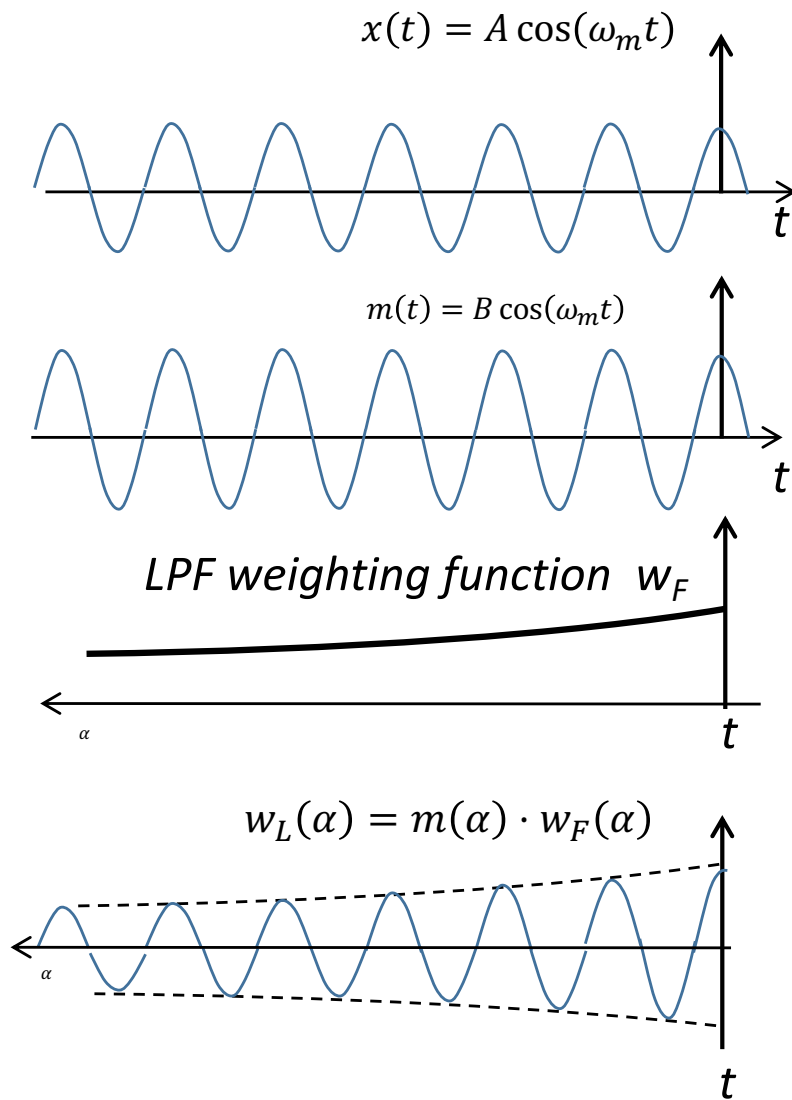 x(t) = A cos(ω_m t)
t
m(t) = B cos(ω_m t)
t
LPF weighting function w_F
α
t
w_L(α) = m(α) · w_F(α)
α
t